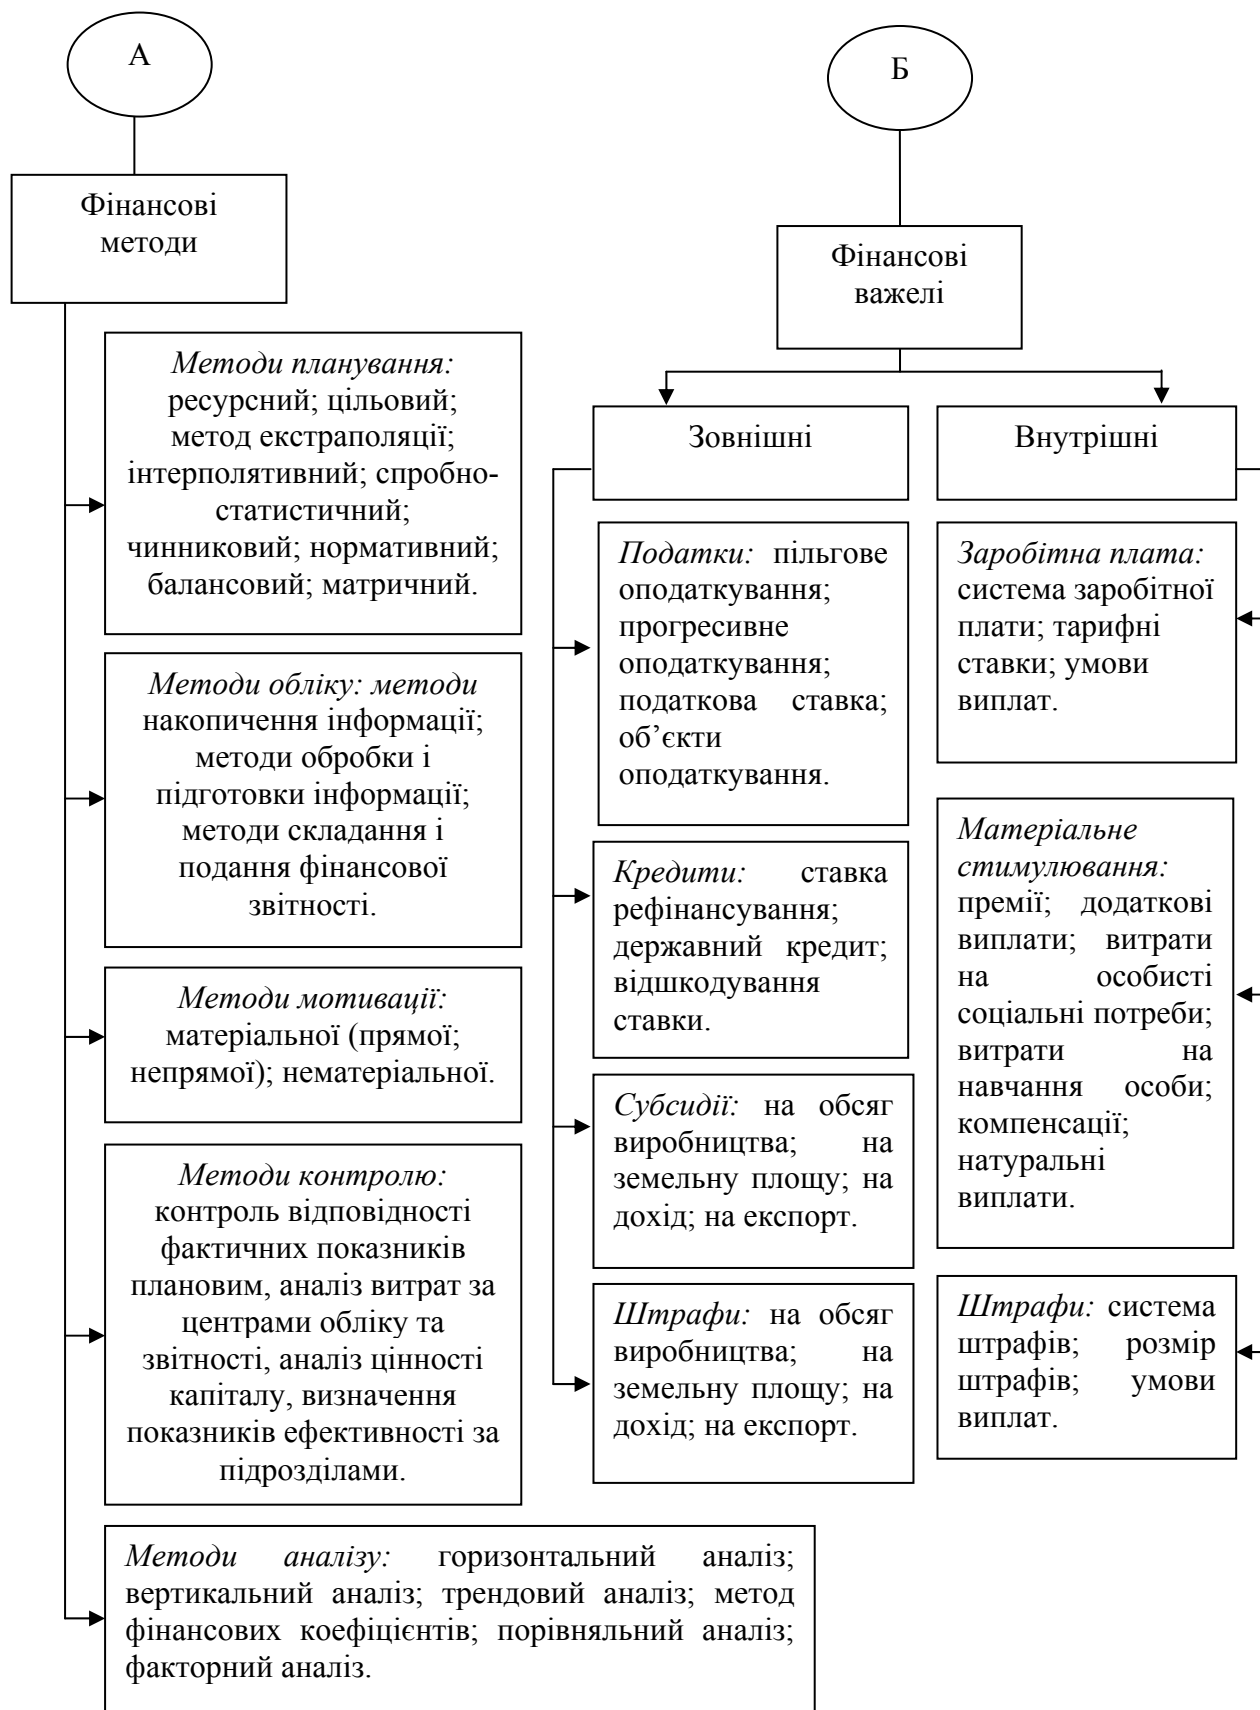 А
Фінансові
методи
Методи планування:
ресурсний; цільовий;
метод екстраполяції;
інтерполятивний; спробно-
статистичний;
чинниковий; нормативний;
балансовий; матричний.
Методи обліку: методи
накопичення інформації;
методи обробки і
підготовки інформації;
методи складання і
подання фінансової
звітності.
Методи мотивації:
матеріальної (прямої;
непрямої); нематеріальної.
Методи контролю:
контроль відповідності
фактичних показників
плановим, аналіз витрат за
центрами обліку та
звітності, аналіз цінності
капіталу, визначення
показників ефективності за
підрозділами.
Методи аналізу: горизонтальний аналіз;
вертикальний аналіз; трендовий аналіз; метод
фінансових коефіцієнтів; порівняльний аналіз;
факторний аналіз.
Б
Фінансові
важелі
Зовнішні
Податки: пільгове
оподаткування;
прогресивне
оподаткування;
податкова ставка;
об’єкти
оподаткування.
Кредити: ставка
рефінансування;
державний кредит;
відшкодування
ставки.
Субсидії: на обсяг
виробництва; на
земельну площу; на
дохід; на експорт.
Штрафи: на обсяг
виробництва; на
земельну площу; на
дохід; на експорт.
Внутрішні
Заробітна плата:
система заробітної
плати; тарифні
ставки; умови
виплат.
Матеріальне
стимулювання:
премії; додаткові
виплати; витрати
на особисті
соціальні потреби;
витрати на
навчання особи;
компенсації;
натуральні
виплати.
Штрафи: система
штрафів; розмір
штрафів; умови
виплат.